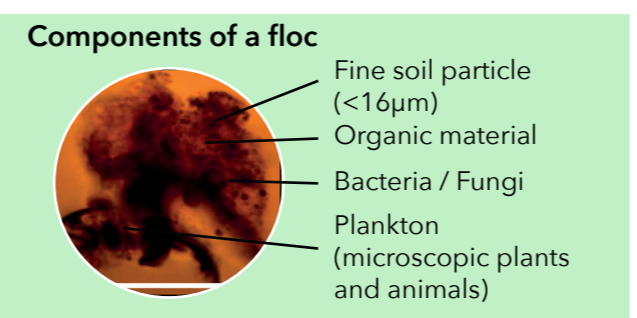 Components of a floc
Fine soil particle
(<16μm)
Organic material
Bacteria / Fungi
Plankton
(microscopic plants
and animals)